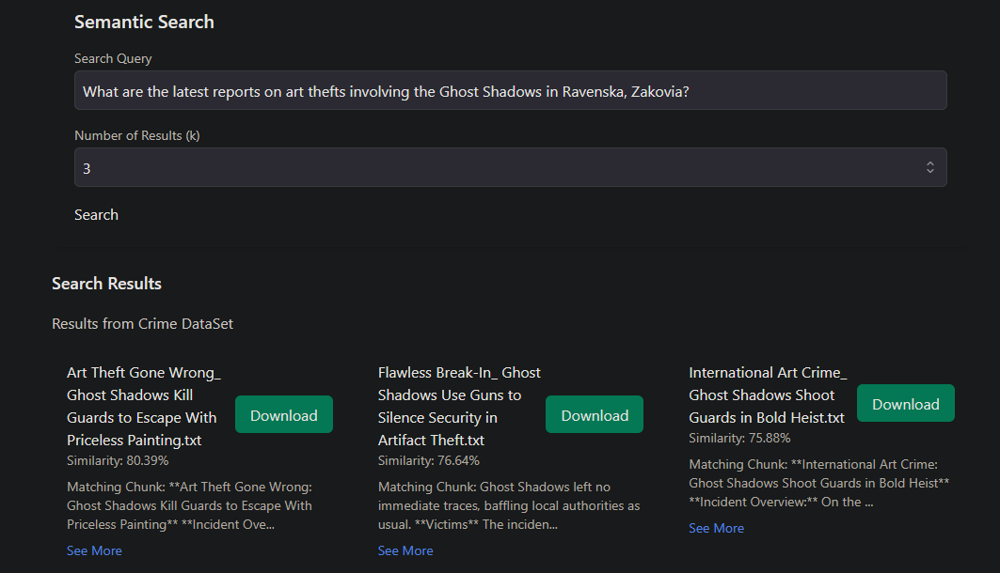 Semantic Search
Search Query
What are the latest reports on art thefts involving the Ghost Shadows in Ravenska, Zakovia?
Number of Results (k)
3
Search
Search Results
Results from Crime DataSet
Art Theft Gone Wrong_
Ghost Shadows Kill
Guards to Escape With
Priceless Painting.txt
Similarity: 80.39%
Download
Matching Chunk: **Art Theft Gone Wrong:
Ghost Shadows Kill Guards to Escape With
Priceless Painting** **Incident Ove...
See More
Flawless Break-In_ Ghost
Shadows Use Guns to
Silence Security in
Artifact Theft.txt
Similarity: 76.64%
Download
Matching Chunk: Ghost Shadows left no
immediate traces, baffling local authorities as
usual. **Victims** The inciden...
See More
International Art Crime_
Ghost Shadows Shoot
Guards in Bold Heist.txt
Similarity: 75.88%
Download
Matching Chunk: **International Art Crime:
Ghost Shadows Shoot Guards in Bold Heist**
**Incident Overview:** On the ...
See More